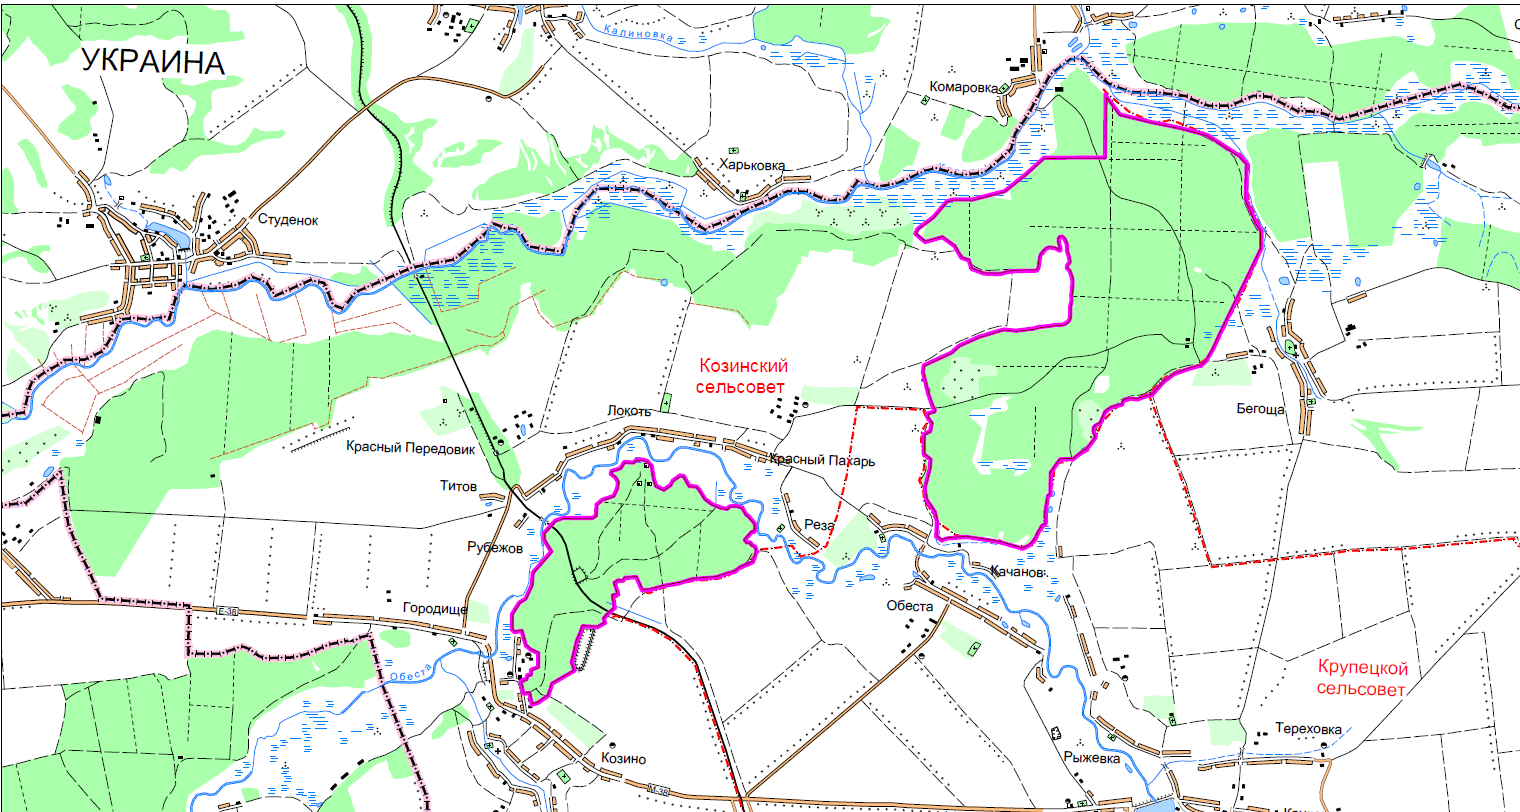 Калиновка
УКРАИНА
Комаровка
Харьковка
Студенок
Козинский
сельсовет
Локоть
Бегоща
Красный Передовик
Красный Пахарь
Титов
Реза
Рубежов
Качанов
Е-38
Городище
Обеста
Обеста
Крупецкой
сельсовет
Тереховка
Козино
Рыжевка
М-38